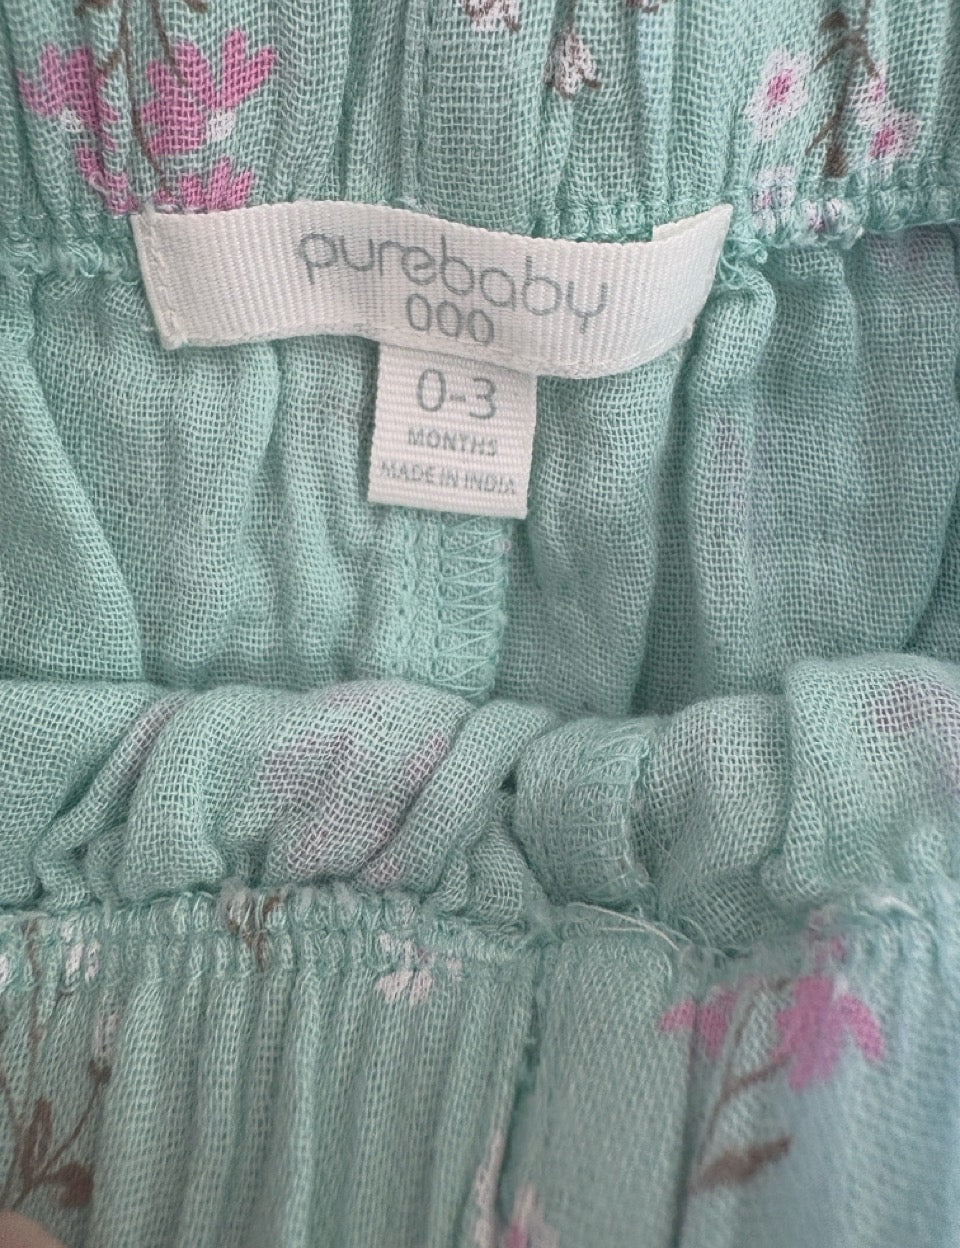 purebaby
000
0-3
MONTHS
MADE IN INDIA